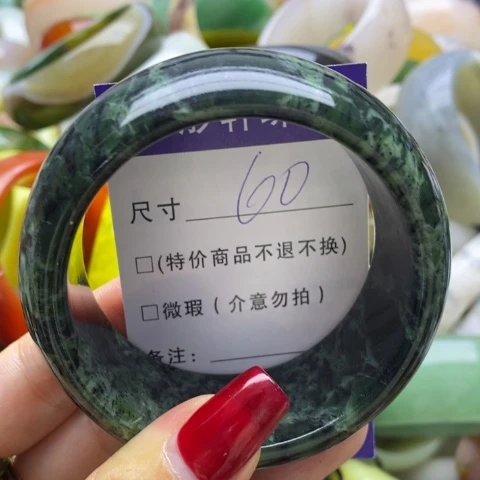 尺寸 60
□(特价商品不退不换)
□微瑕(介意勿拍)
备注: